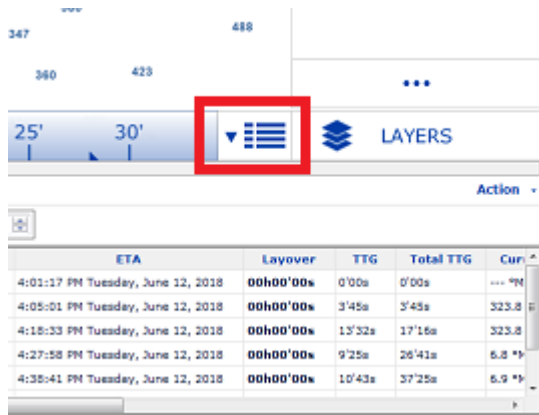 488
347
360 423
25' 30' LAYERS
Action
ETA Layover TTG Total TTG
4:01:17 PM Tuesday, June 12, 2018 00h00'00s 0'00s 0'00s --- °M
4:05:01 PM Tuesday, June 12, 2018 00h00'00s 3'45s 3'45s 323.8
4:18:33 PM Tuesday, June 12, 2018 00h00'00s 13'32s 17'16s 323.8
4:27:58 PM Tuesday, June 12, 2018 00h00'00s 9'25s 26'41s 6.8 °M
4:38:41 PM Tuesday, June 12, 2018 00h00'00s 10'43s 37'25s 6.9 °M